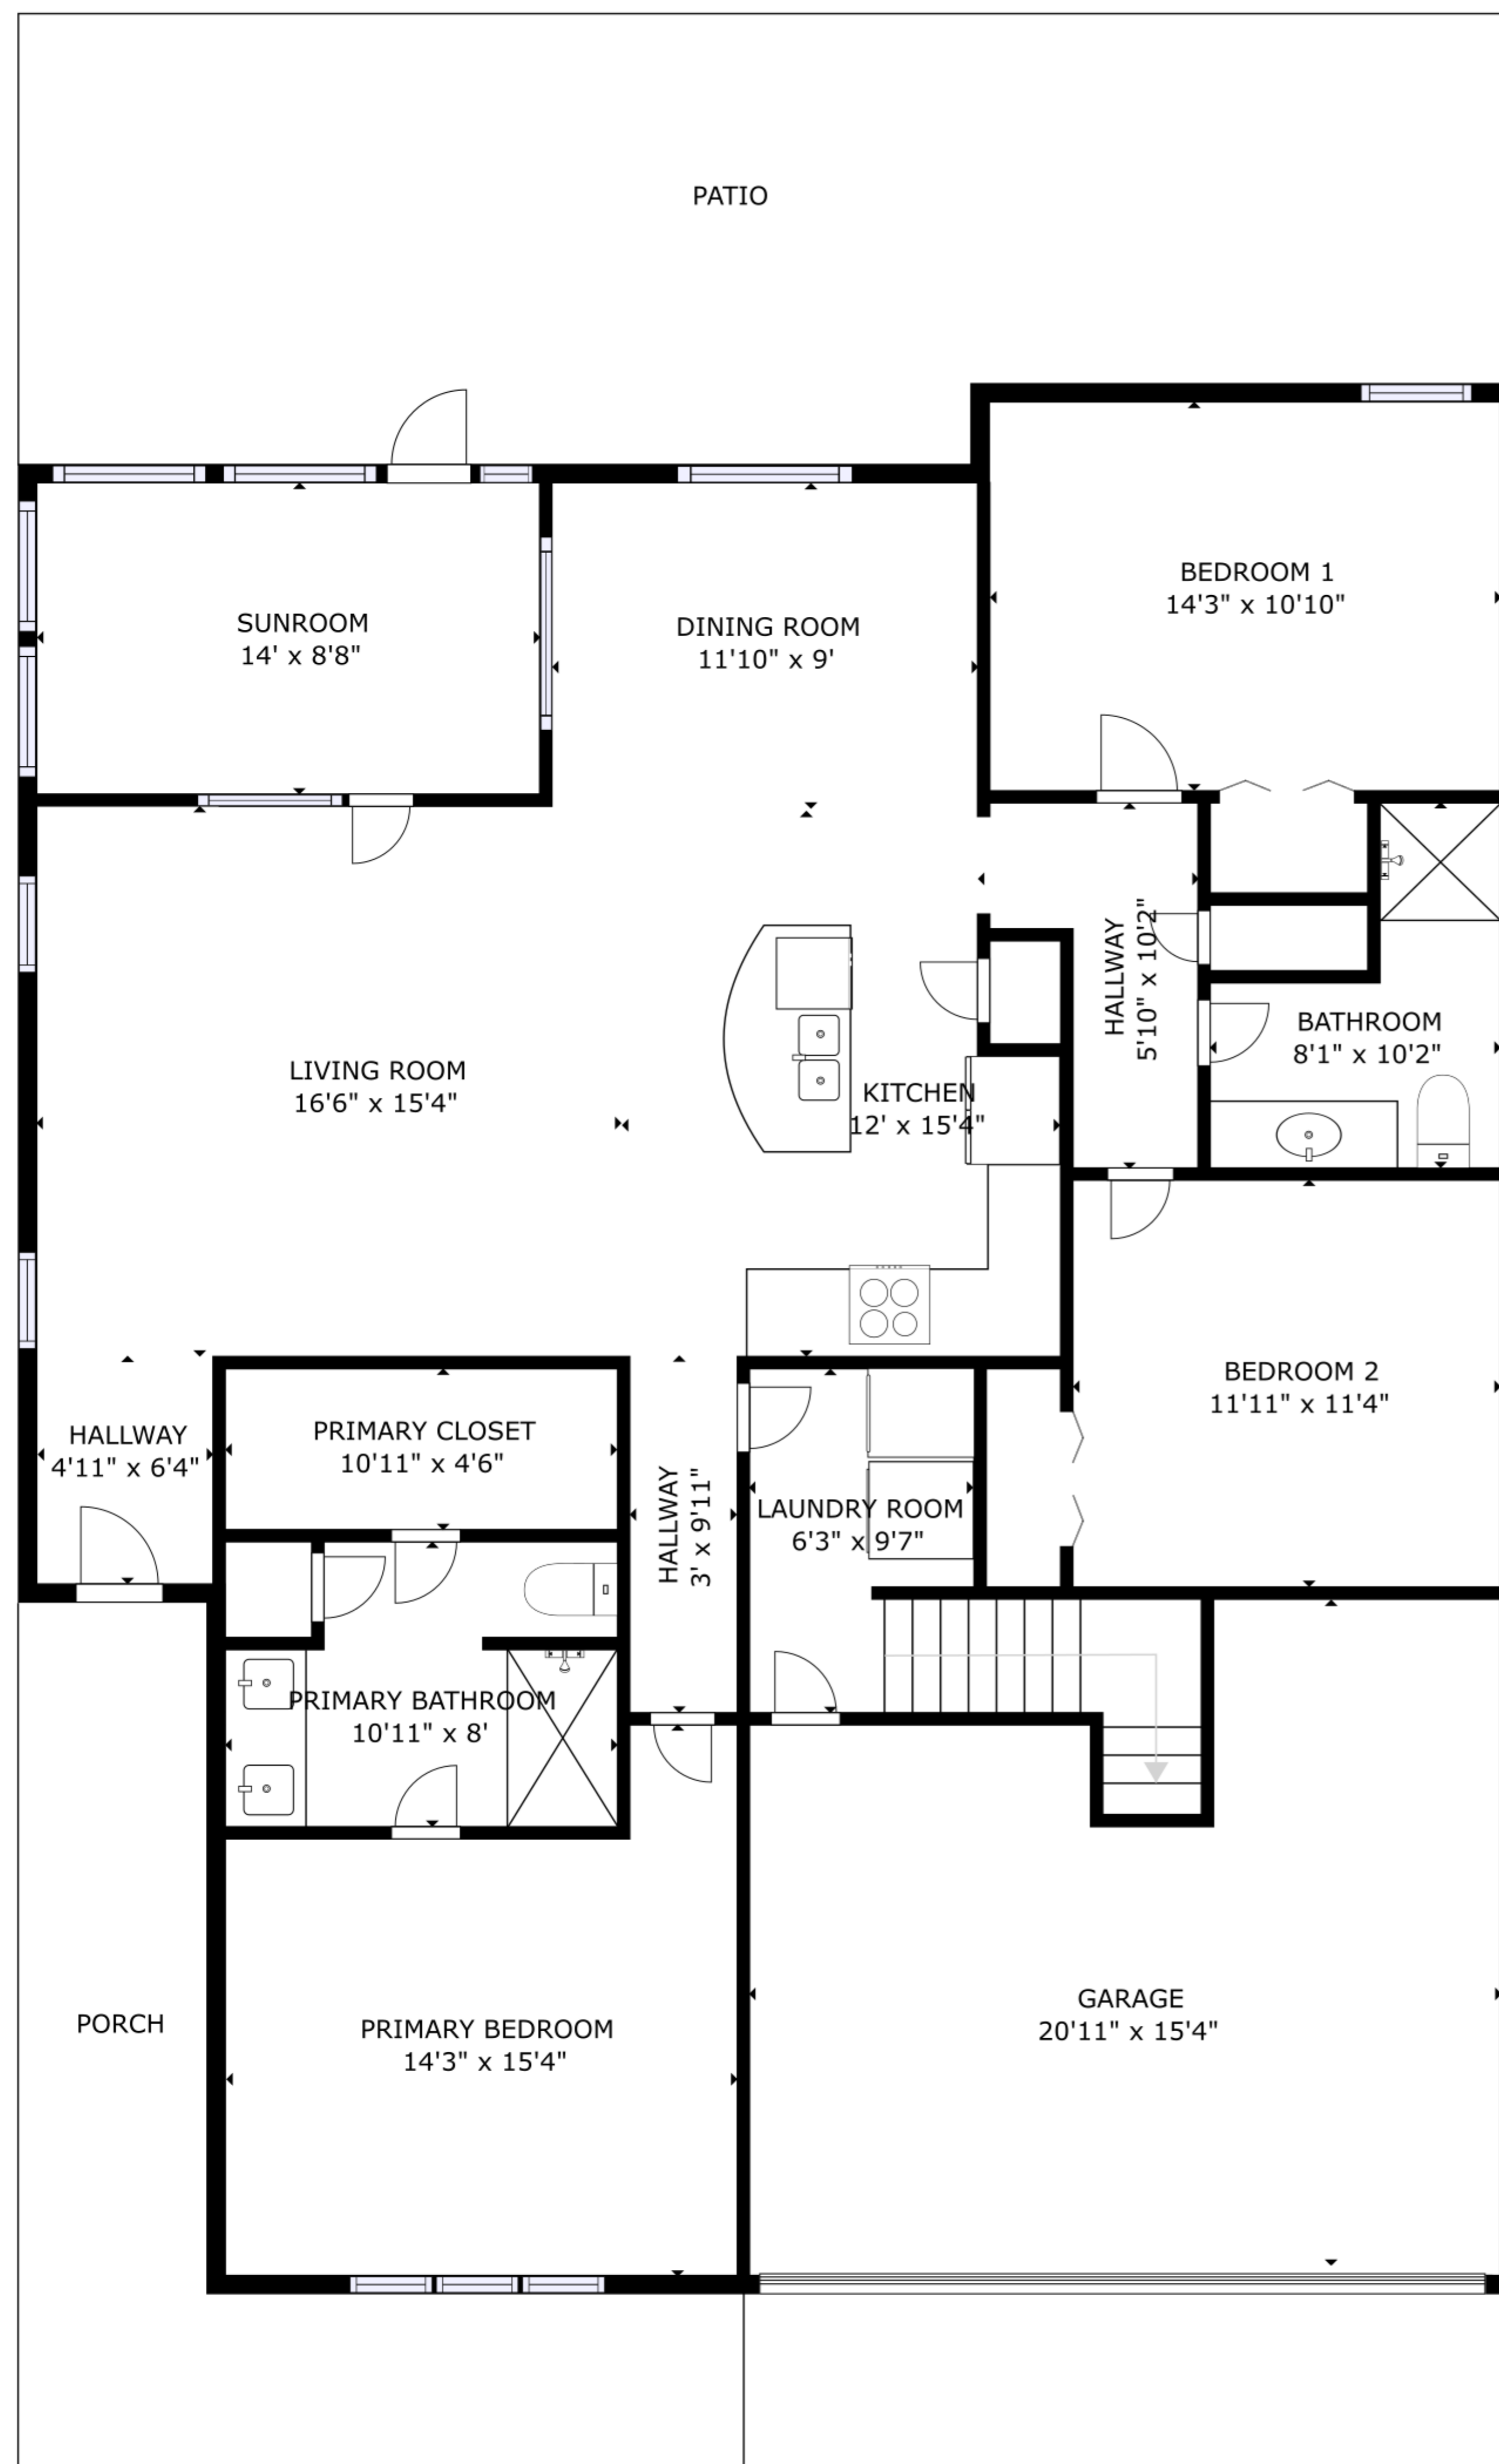 PATIO
BEDROOM 1
14'3" x 10'10"
SUNROOM
14' x 8'8"
DINING ROOM
11'10" x 9'
HALLWAY
5'10" x 10'2"
BATHROOM
8'1" x 10'2"
LIVING ROOM
16'6" x 15'4"
KITCHEN
12' x 15'4"
BEDROOM 2
11'11" x 11'4"
HALLWAY
4'11" x 6'4"
PRIMARY CLOSET
10'11" x 4'6"
HALLWAY
3' x 9'11"
LAUNDRY ROOM
6'3" x 9'7"
PRIMARY BATHROOM
10'11" x 8'
PORCH
PRIMARY BEDROOM
14'3" x 15'4"
GARAGE
20'11" x 15'4"